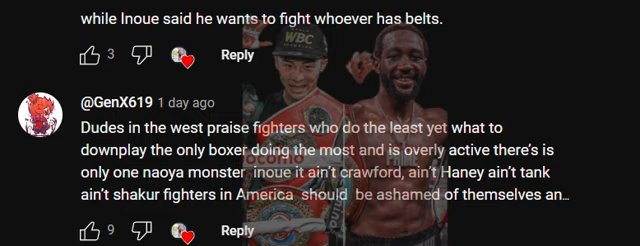 while Inoue said he wants to fight whoever has belts.
3
Reply
@GenX619 1 day ago
Dudes in the west praise fighters who do the least yet what to
downplay the only boxer doing the most and is overly active there's is
only one naoya monster inoue it ain't crawford, ain't Haney ain't tank
ain't shakur fighters in America should be ashamed of themselves an...
9
Reply
WBC